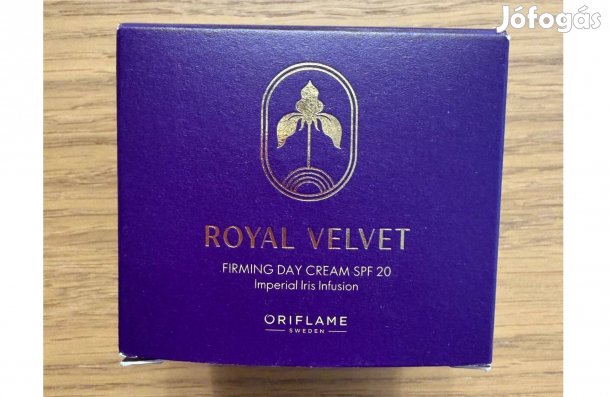 Jófogás
ROYAL VELVET
FIRMING DAY CREAM SPF 20
Imperial Iris Infusion
ORIFLAME
SWEDEN